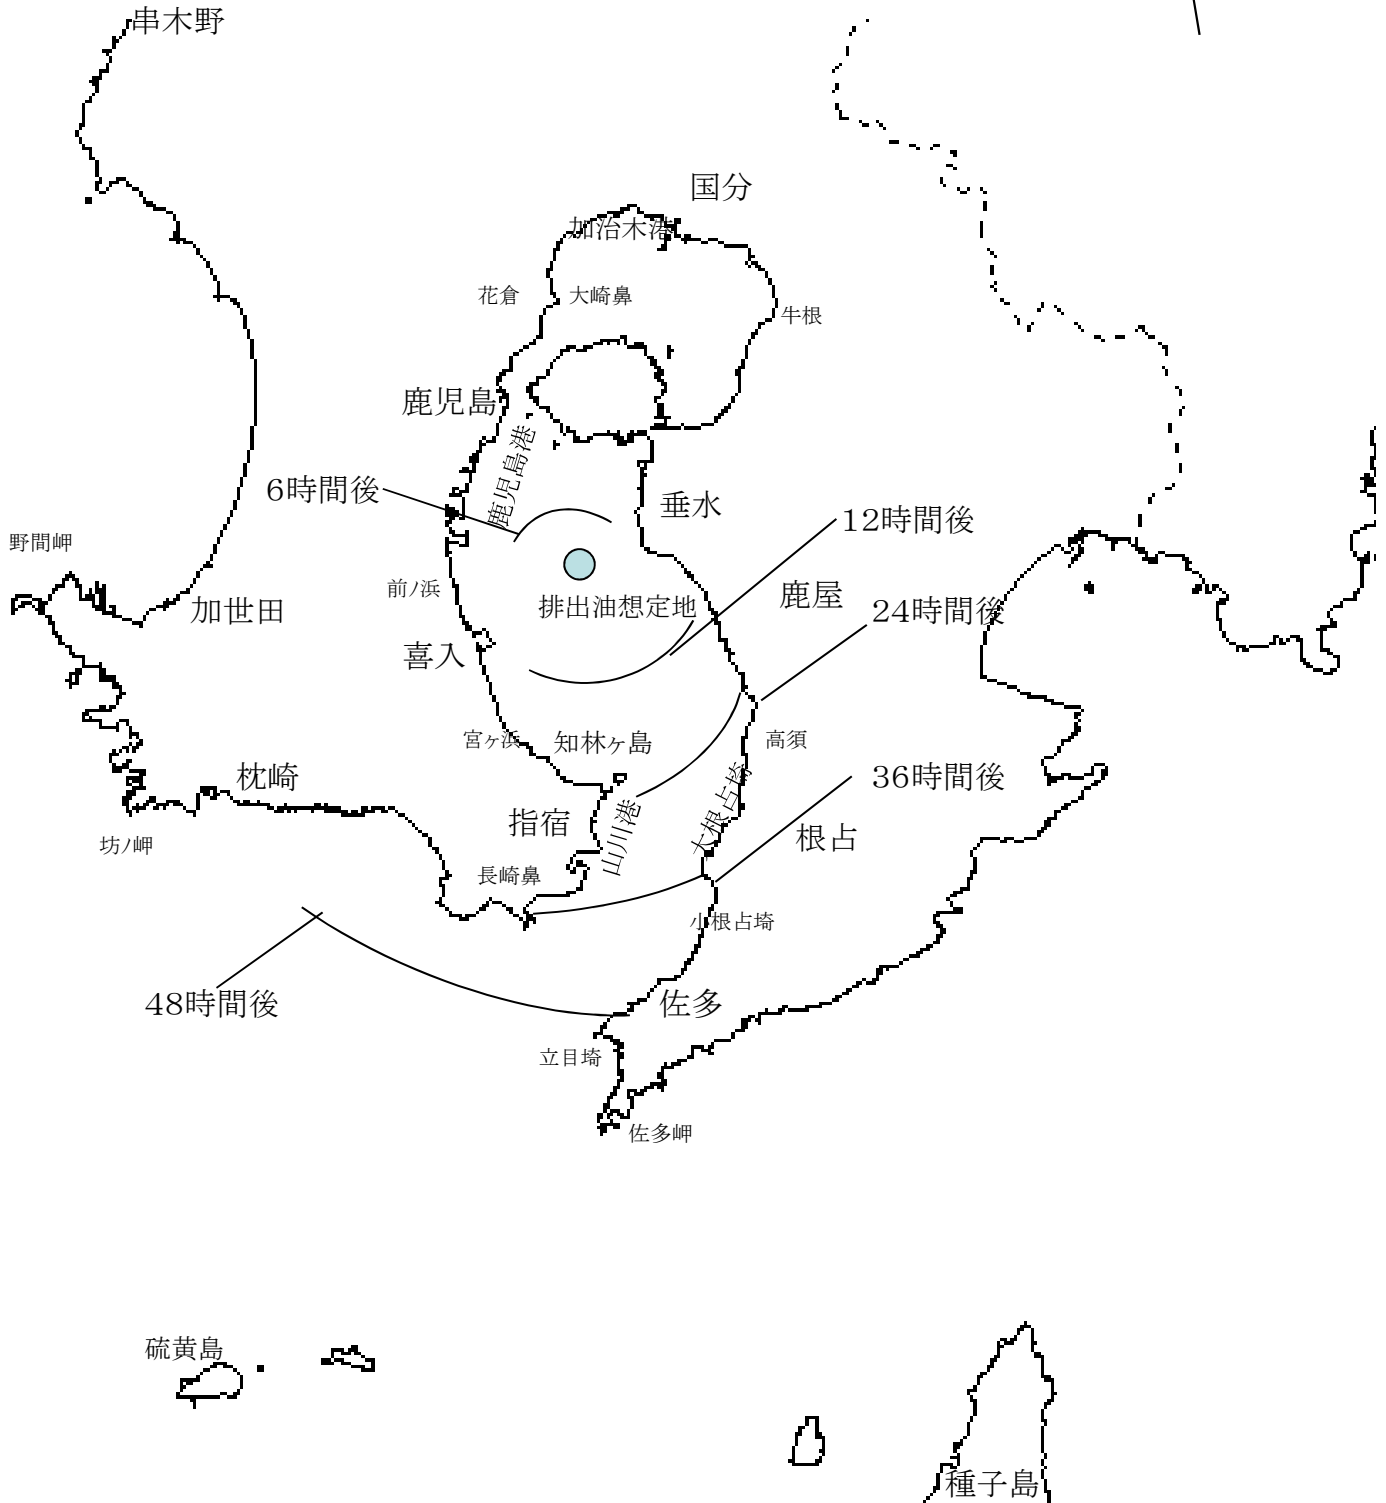 串木野
国分
加治木港
花倉
大崎鼻
牛根
鹿児島
鹿児島港
6時間後
垂水
12時間後
野間岬
前ノ浜
排出油想定地
鹿屋
加世田
24時間後
喜入
宮ヶ浜
知林ヶ島
高須
枕崎
36時間後
大根占埼
指宿
山川港
根占
坊ノ岬
長崎鼻
小根占埼
48時間後
佐多
立目埼
佐多岬
硫黄島
種子島